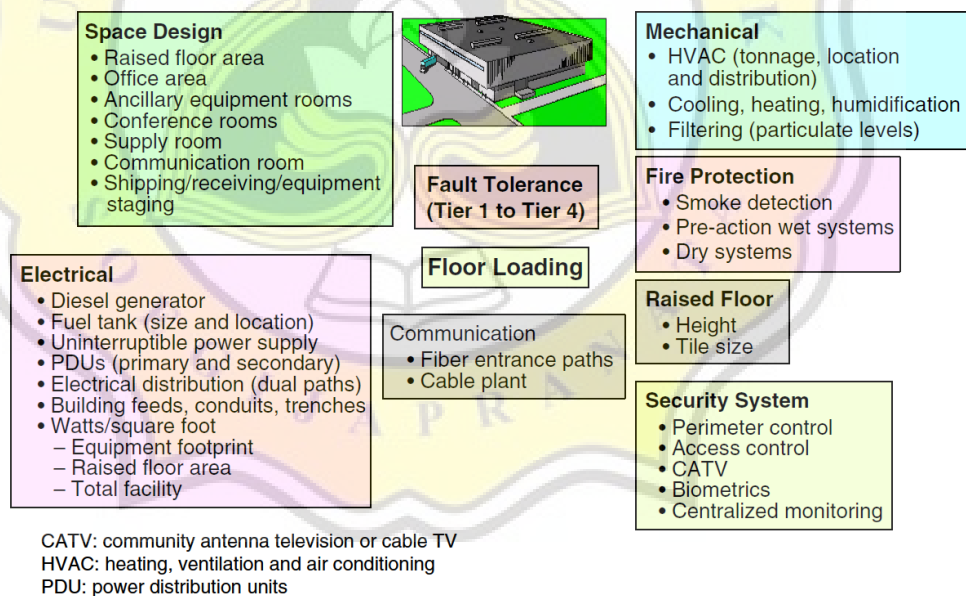 Space Design
• Raised floor area
• Office area
• Ancillary equipment rooms
• Conference rooms
• Supply room
• Communication room
• Shipping/receiving/equipment
staging
Fault Tolerance
(Tier 1 to Tier 4)
Floor Loading
Mechanical
• HVAC (tonnage, location
and distribution)
• Cooling, heating, humidification
• Filtering (particulate levels)
Fire Protection
• Smoke detection
• Pre-action wet systems
• Dry systems
Electrical
• Diesel generator
• Fuel tank (size and location)
• Uninterruptible power supply
• PDUs (primary and secondary)
• Electrical distribution (dual paths)
• Building feeds, conduits, trenches
• Watts/square foot
– Equipment footprint
– Raised floor area
– Total facility
Communication
• Fiber entrance paths
• Cable plant
Raised Floor
• Height
• Tile size
Security System
• Perimeter control
• Access control
• CATV
• Biometrics
• Centralized monitoring
CATV: community antenna television or cable TV
HVAC: heating, ventilation and air conditioning
PDU: power distribution units